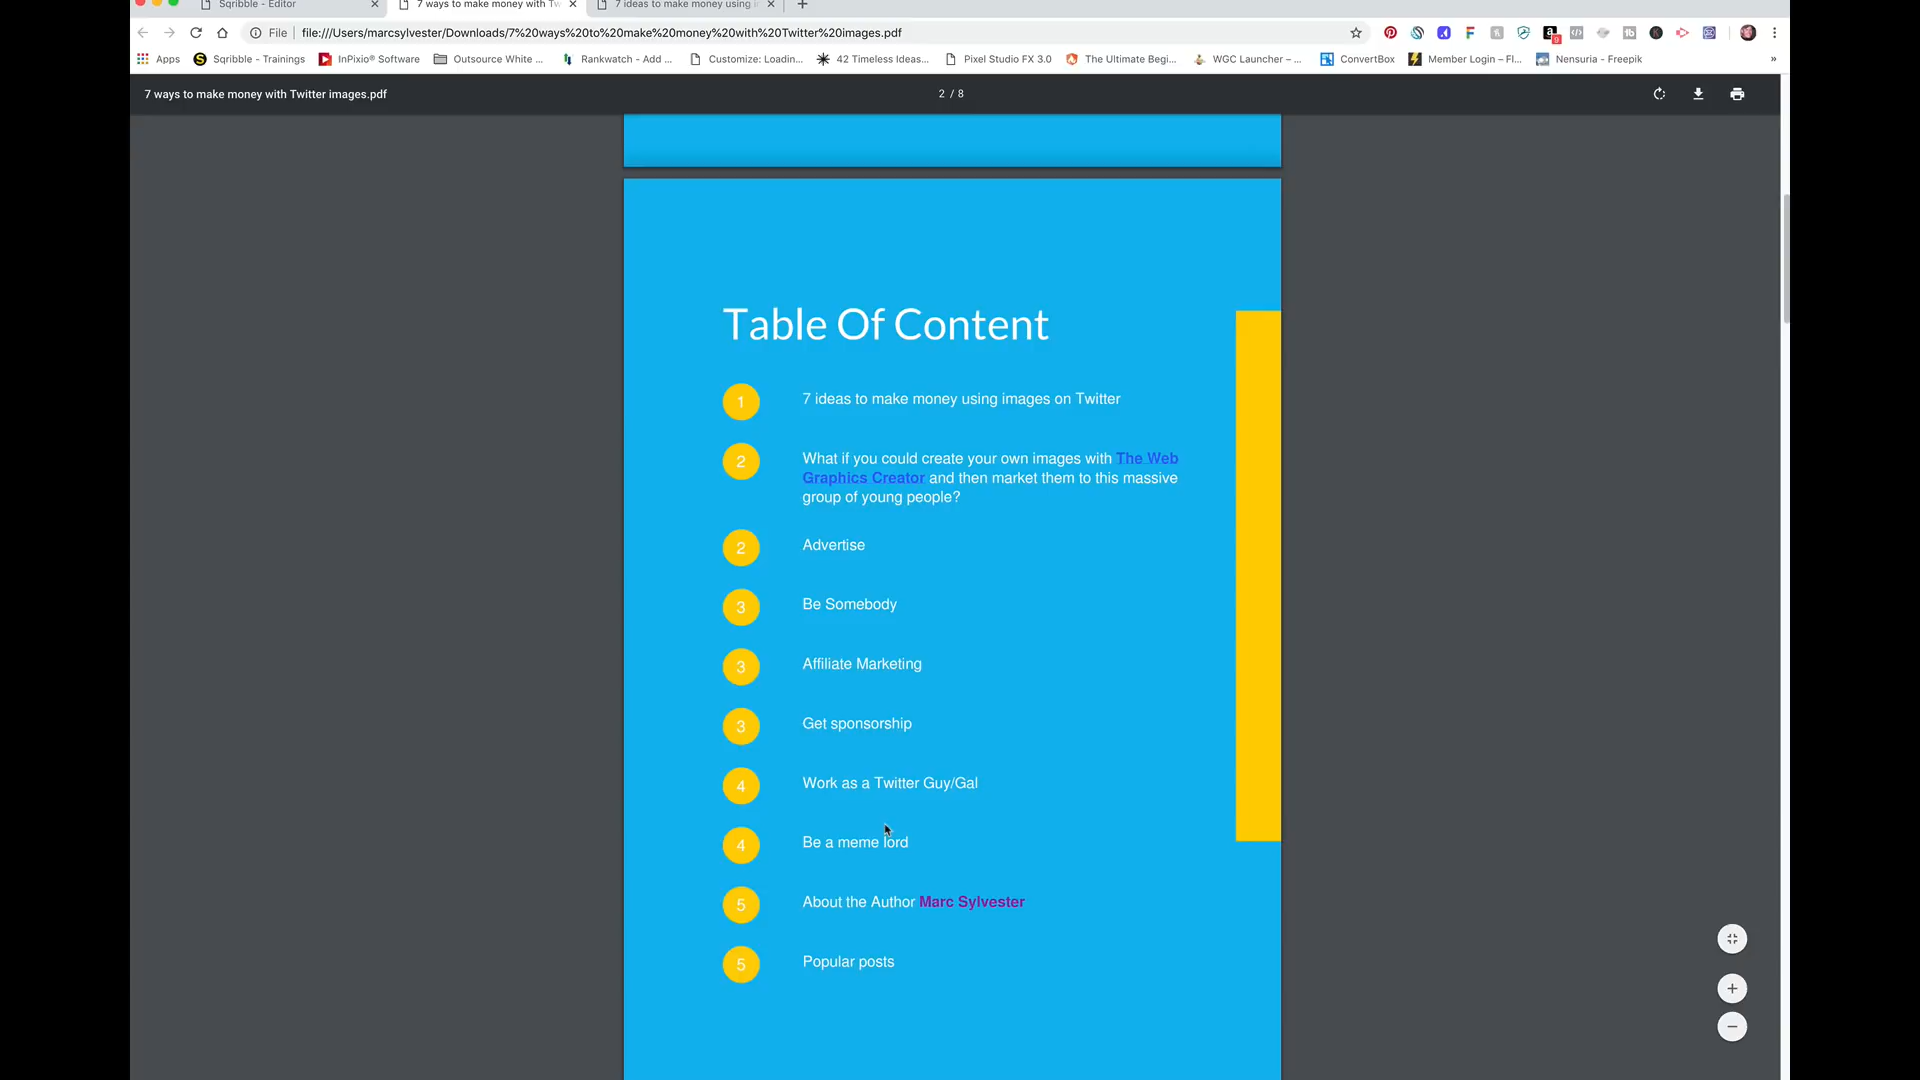 Sqribble - Editor
7 ways to make money with Tw
7 ideas to make money using i
File
file:///Users/marcsylvester/Downloads/7%20ways%20to%20make%20money%20with%20Twitter%20images.pdf
9
Apps
Sqribble - Trainings
InPixio® Software
Outsource White ...
Rankwatch - Add ...
Customize: Loadin...
42 Timeless Ideas...
Pixel Studio FX 3.0
The Ultimate Begi...
WGC Launcher – ...
ConvertBox
Member Login – Fl...
Nensuria - Freepik
»
7 ways to make money with Twitter images.pdf
2 / 8
Table Of Content
1 7 ideas to make money using images on Twitter
2 What if you could create your own images with The Web
Graphics Creator and then market them to this massive
group of young people?
2 Advertise
3 Be Somebody
3 Affiliate Marketing
3 Get sponsorship
4 Work as a Twitter Guy/Gal
4 Be a meme lord
5 About the Author Marc Sylvester
5 Popular posts